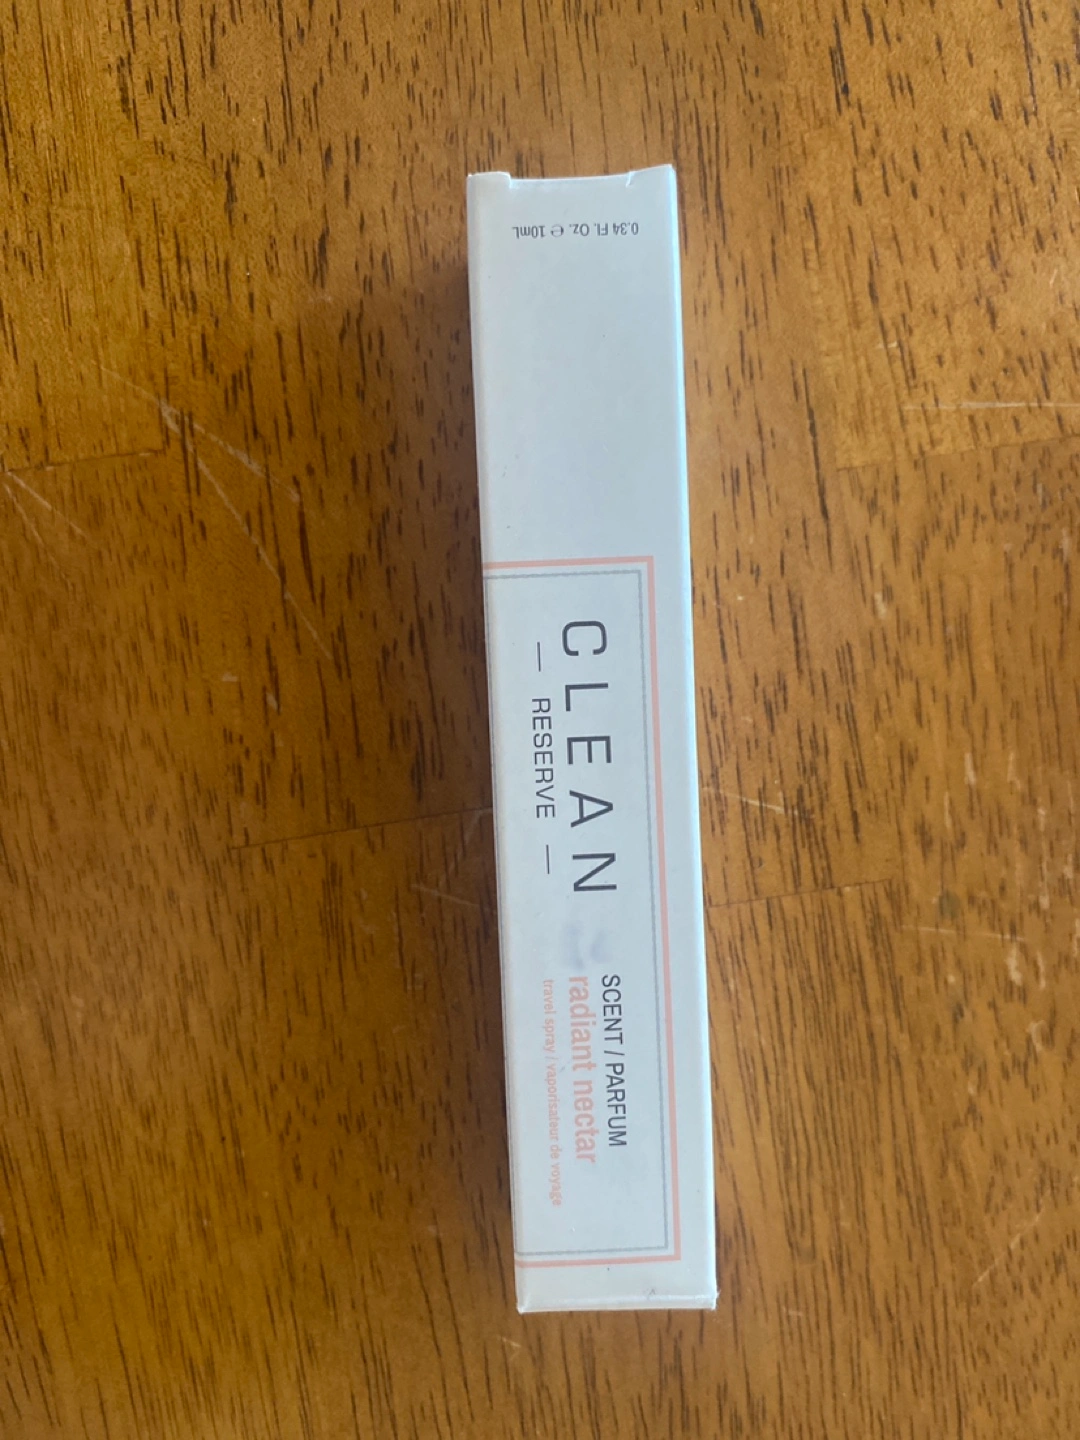 CLEAN
— RESERVE —
SCENT / PARFUM
radiant nectar
travel spray / vaporisateur de voyage
0.34 Fl. Oz. ℮ 10mL